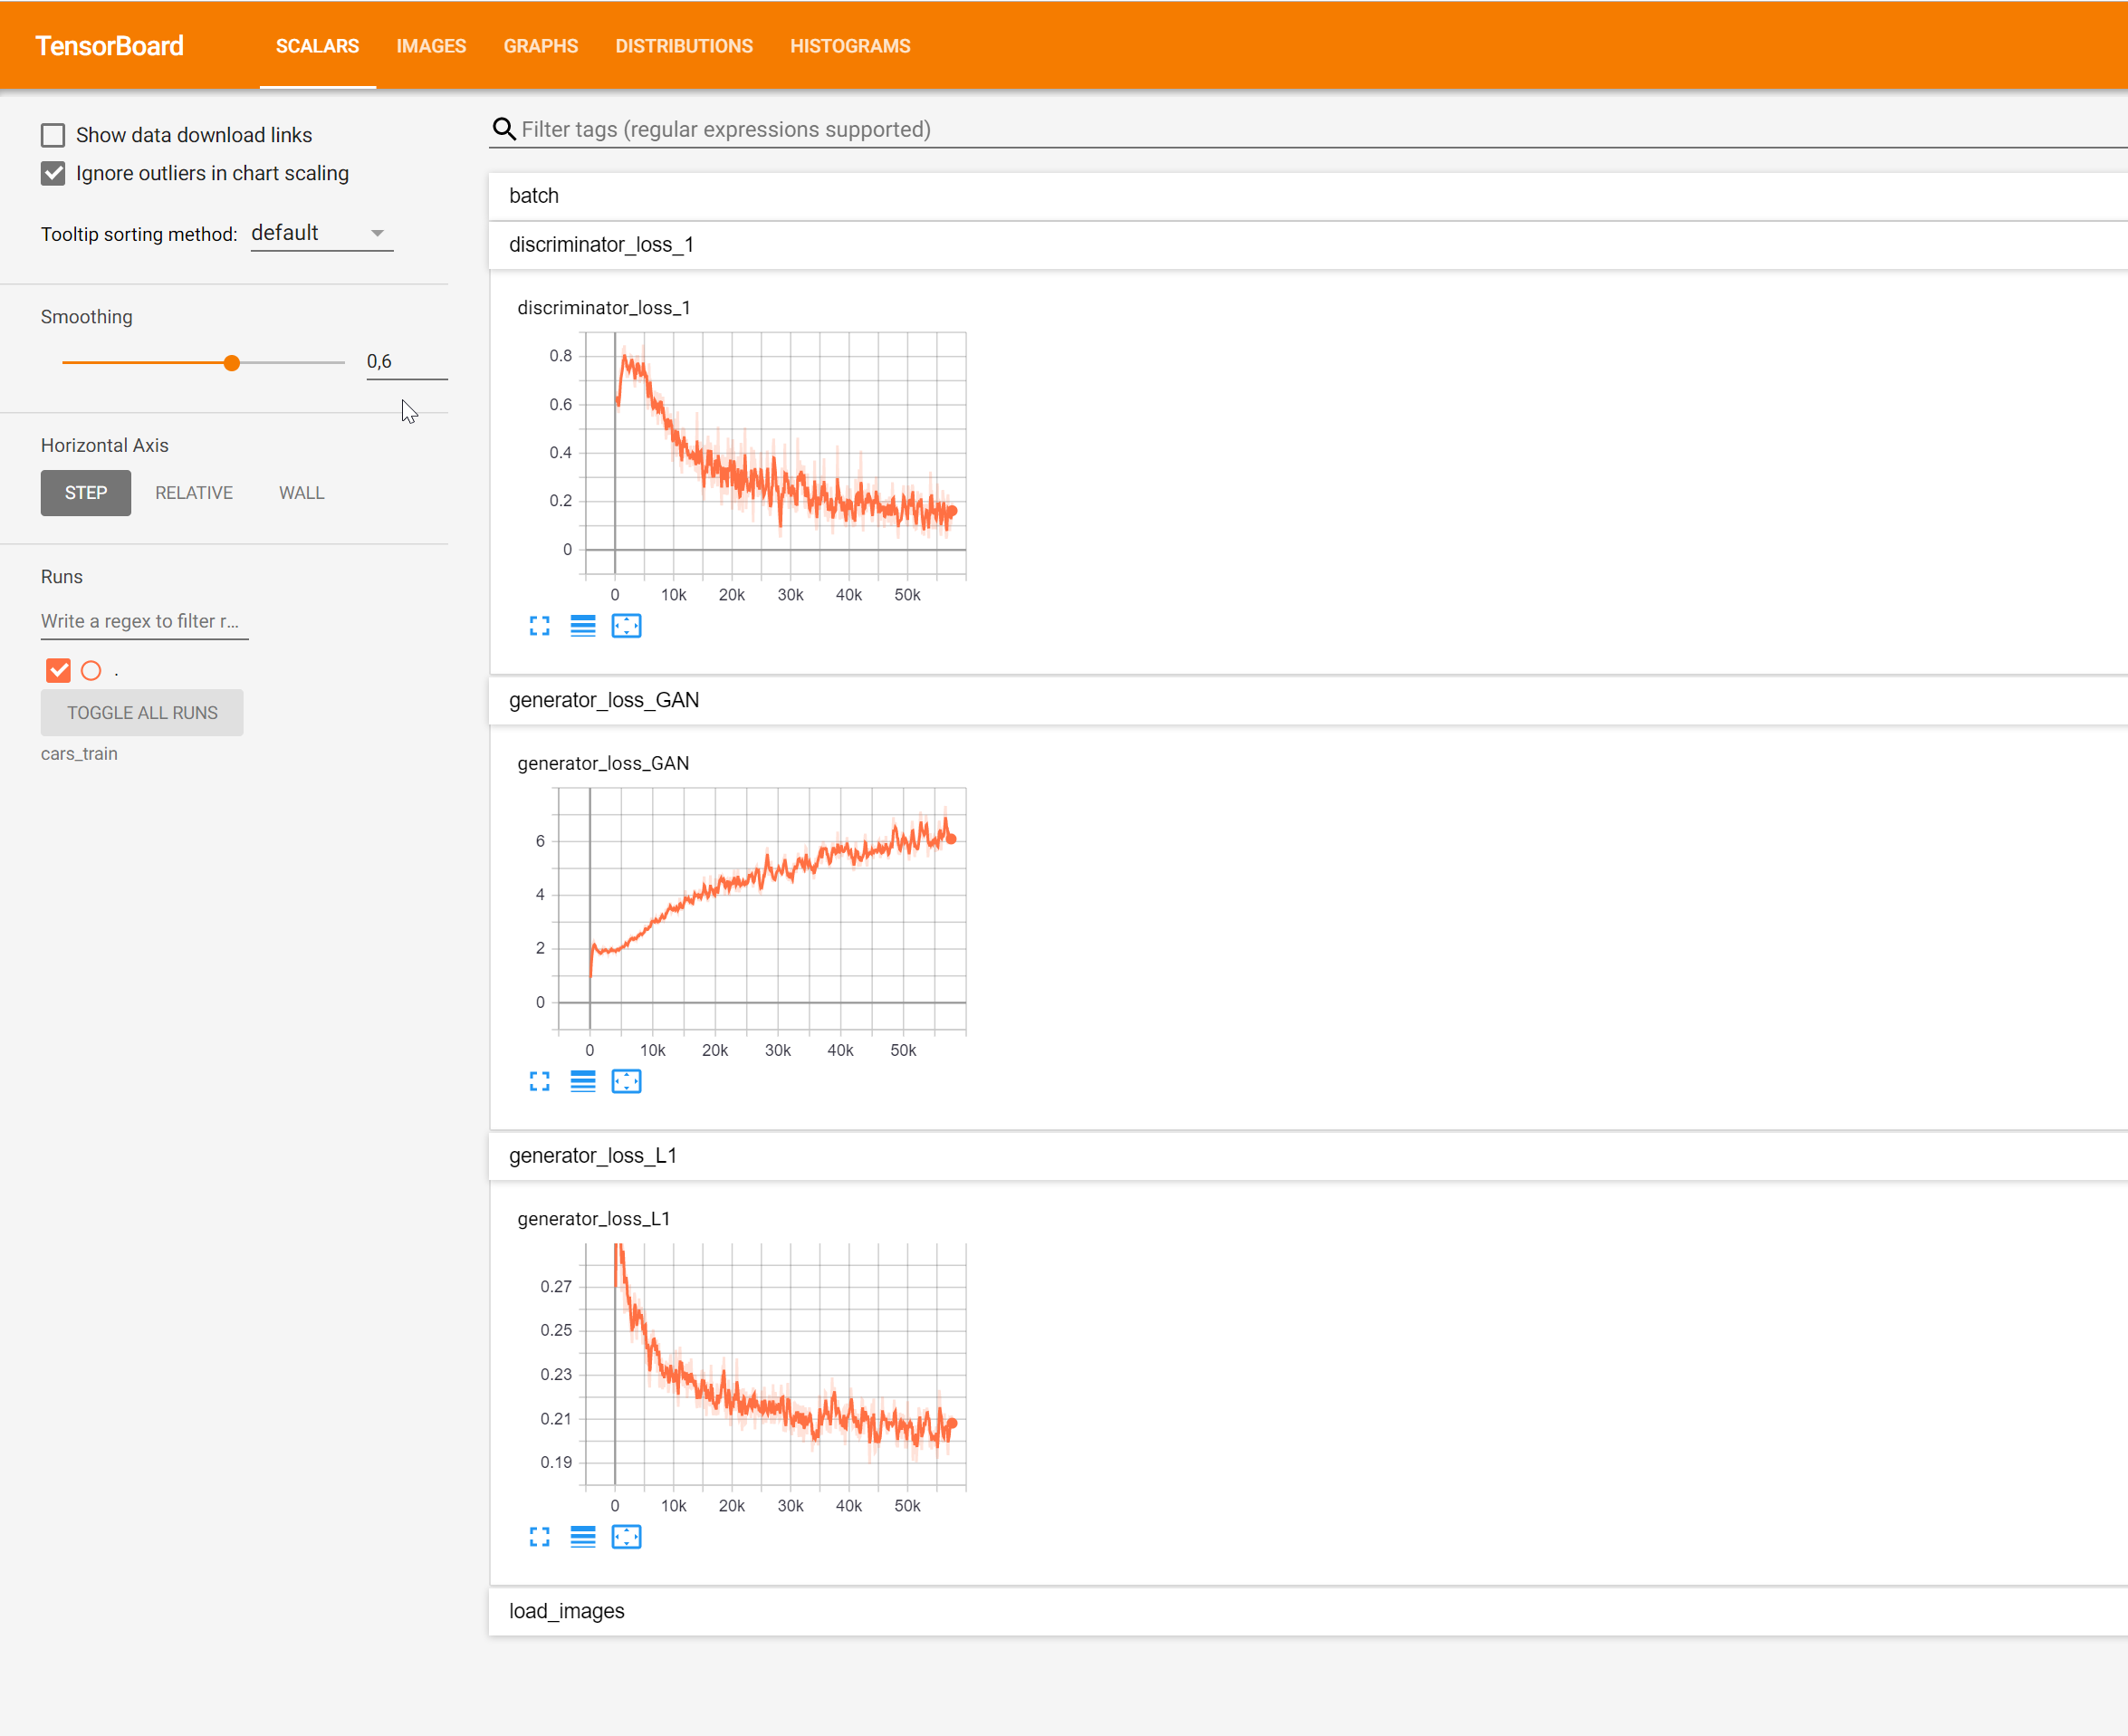 TensorBoard SCALARS IMAGES GRAPHS DISTRIBUTIONS HISTOGRAMS
Show data download links
Ignore outliers in chart scaling
Tooltip sorting method: default
Smoothing
0,6
Horizontal Axis
STEP RELATIVE WALL
Runs
Write a regex to filter r...
.
TOGGLE ALL RUNS
cars_train
Filter tags (regular expressions supported)
batch
discriminator_loss_1
discriminator_loss_1
0.8
0.6
0.4
0.2
0
0 10k 20k 30k 40k 50k
generator_loss_GAN
generator_loss_GAN
6
4
2
0
0 10k 20k 30k 40k 50k
generator_loss_L1
generator_loss_L1
0.27
0.25
0.23
0.21
0.19
0 10k 20k 30k 40k 50k
load_images